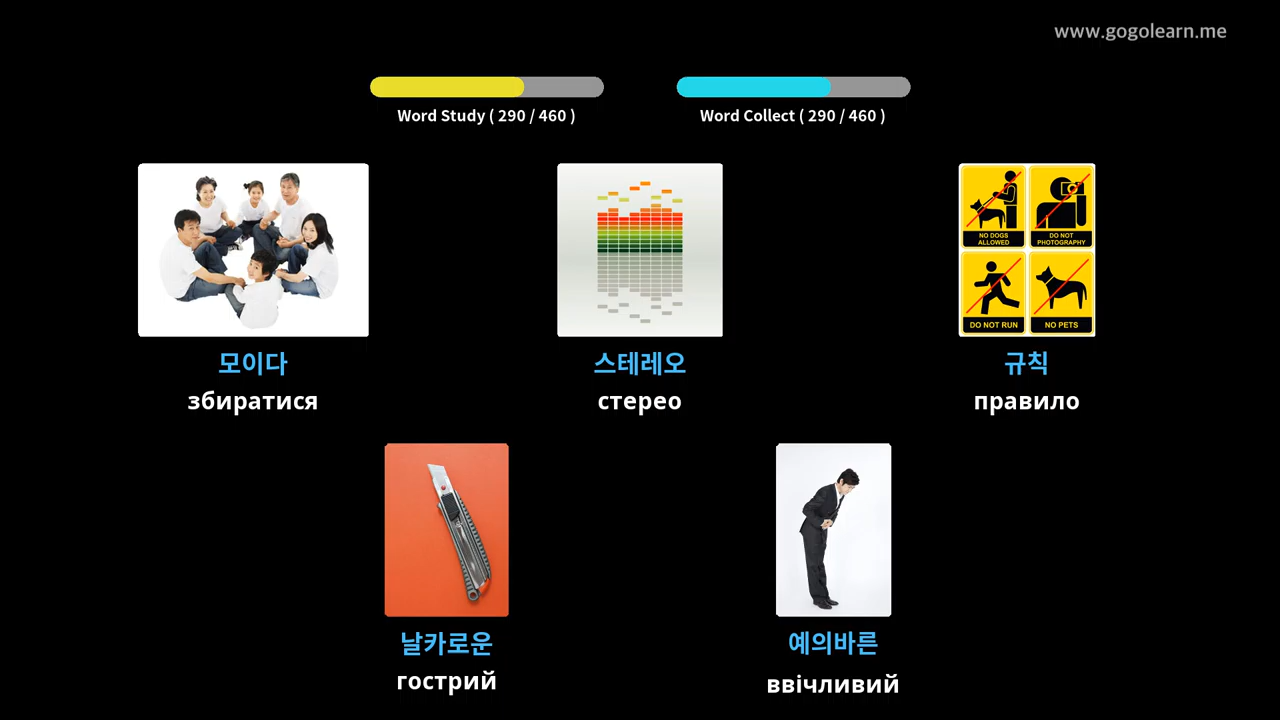 www.gogolearn.me
Word Study ( 290 / 460 )
Word Collect ( 290 / 460 )
NO DOGS
ALLOWED
DO NOT
PHOTOGRAPHY
DO NOT RUN
NO PETS
모이다
збиратися
스테레오
стерео
규칙
правило
날카로운
гострий
예의바른
ввічливий